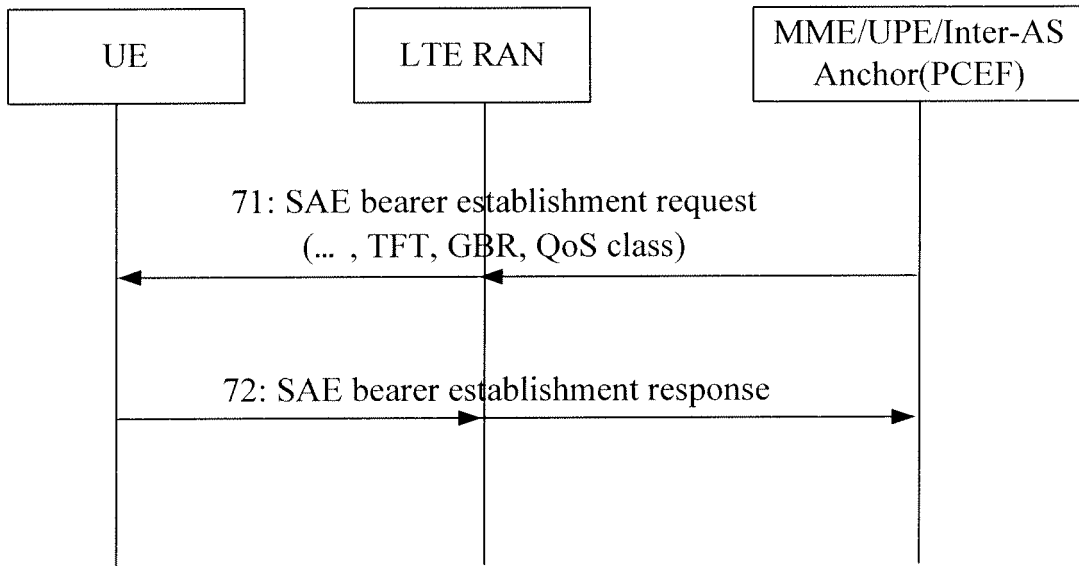 UE
LTE RAN
MME/UPE/Inter-AS
Anchor(PCEF)
71: SAE bearer establishment request
(... , TFT, GBR, QoS class)
72: SAE bearer establishment response